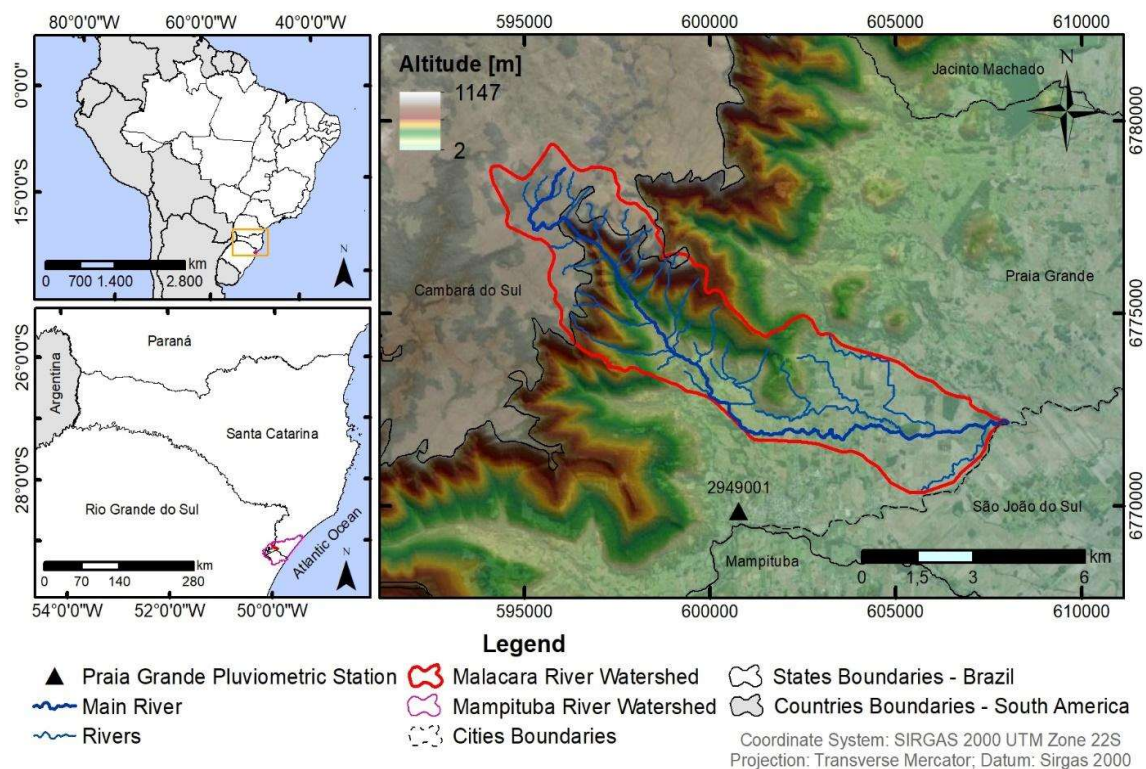 80°0'0"W 60°0'0"W 40°0'0"W
0°0'0"
15°0'0"S
N
km
0 700 1.400 2.800
26°0'0"S
28°0'0"S
Paraná
Argentina
Santa Catarina
Rio Grande do Sul
Atlantic Ocean
N
km
0 70 140 280
54°0'0"W 52°0'0"W 50°0'0"W
595000 600000 605000 610000
Altitude [m]
1147
2
N
Jacinto Machado
6780000
Praia Grande
Cambará do Sul
6775000
2949001
São João do Sul
6770000
Mampituba
km
0 1,5 3 6
595000 600000 605000 610000
Legend
Praia Grande Pluviometric Station
Main River
Rivers
Malacara River Watershed
Mampituba River Watershed
Cities Boundaries
States Boundaries - Brazil
Countries Boundaries - South America
Coordinate System: SIRGAS 2000 UTM Zone 22S
Projection: Transverse Mercator; Datum: Sirgas 2000